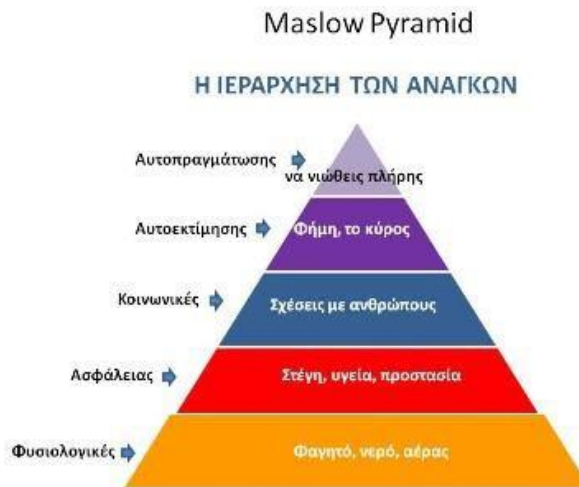 Maslow Pyramid
Η ΙΕΡΑΡΧΗΣΗ ΤΩΝ ΑΝΑΓΚΩΝ
Αυτοπραγμάτωσης
να νιώθεις πλήρης
Αυτοεκτίμησης
Φήμη, το κύρος
Κοινωνικές
Σχέσεις με ανθρώπους
Ασφάλειας
Στέγη, υγεία, προστασία
Φυσιολογικές
Φαγητό, νερό, αέρας